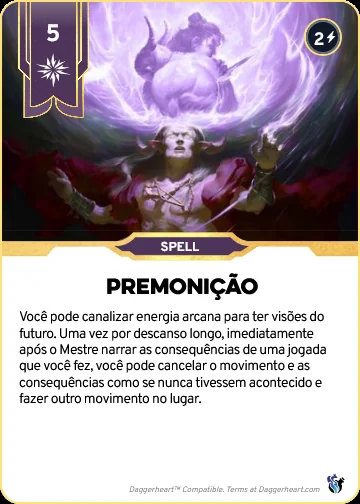 5
2
SPELL
PREMONIÇÃO
Você pode canalizar energia arcana para ter visões do
futuro. Uma vez por descanso longo, imediatamente
após o Mestre narrar as consequências de uma jogada
que você fez, você pode cancelar o movimento e as
consequências como se nunca tivessem acontecido e
fazer outro movimento no lugar.
Daggerheart™ Compatible. Terms at Daggerheart.com